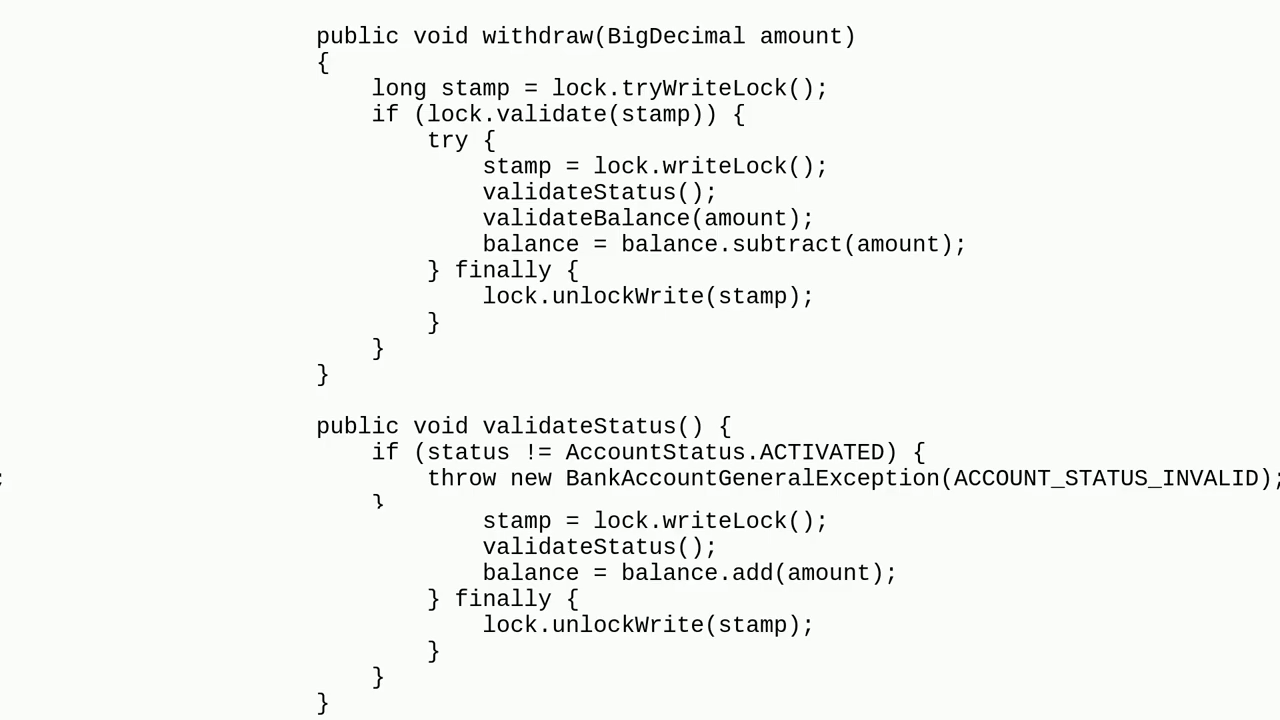 public void withdraw(BigDecimal amount)
{
long stamp = lock.tryWriteLock();
if (lock.validate(stamp)) {
try {
stamp = lock.writeLock();
validateStatus();
validateBalance(amount);
balance = balance.subtract(amount);
} finally {
lock.unlockWrite(stamp);
}
}
}
public void validateStatus() {
if (status != AccountStatus.ACTIVATED) {
; throw new BankAccountGeneralException(ACCOUNT_STATUS_INVALID);
}
stamp = lock.writeLock();
validateStatus();
balance = balance.add(amount);
} finally {
lock.unlockWrite(stamp);
}
}
}